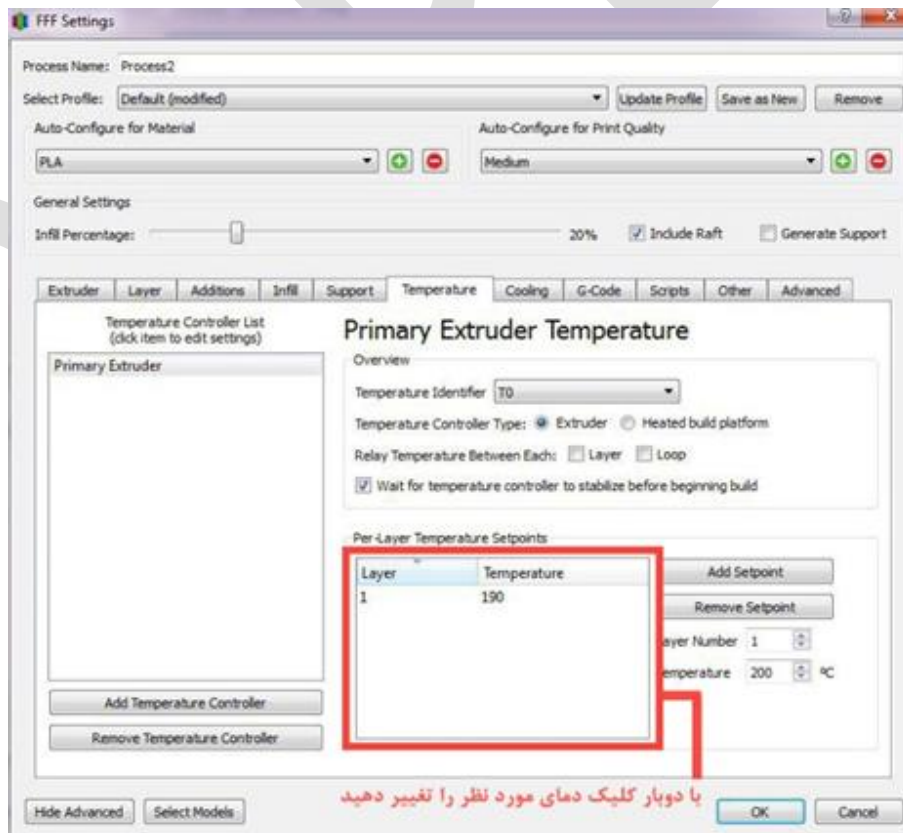 FFF Settings
Process Name: Process2
Select Profile: Default (modified) Update Profile Save as New Remove
Auto-Configure for Material Auto-Configure for Print Quality
PLA Medium
General Settings
Infill Percentage: 20% Include Raft Generate Support
Extruder Layer Additions Infill Support Temperature Cooling G-Code Scripts Other Advanced
Temperature Controller List
(click item to edit settings)
Primary Extruder
Primary Extruder Temperature
Overview
Temperature Identifier T0
Temperature Controller Type: Extruder Heated build platform
Relay Temperature Between Each: Layer Loop
Wait for temperature controller to stabilize before beginning build
Per-Layer Temperature Setpoints
Layer Temperature
1 190
Add Setpoint
Remove Setpoint
ayer Number 1
emperature 200 ºC
Add Temperature Controller
Remove Temperature Controller
با دوبار کلیک دمای مورد نظر را تغییر دهید
Hide Advanced Select Models OK Cancel